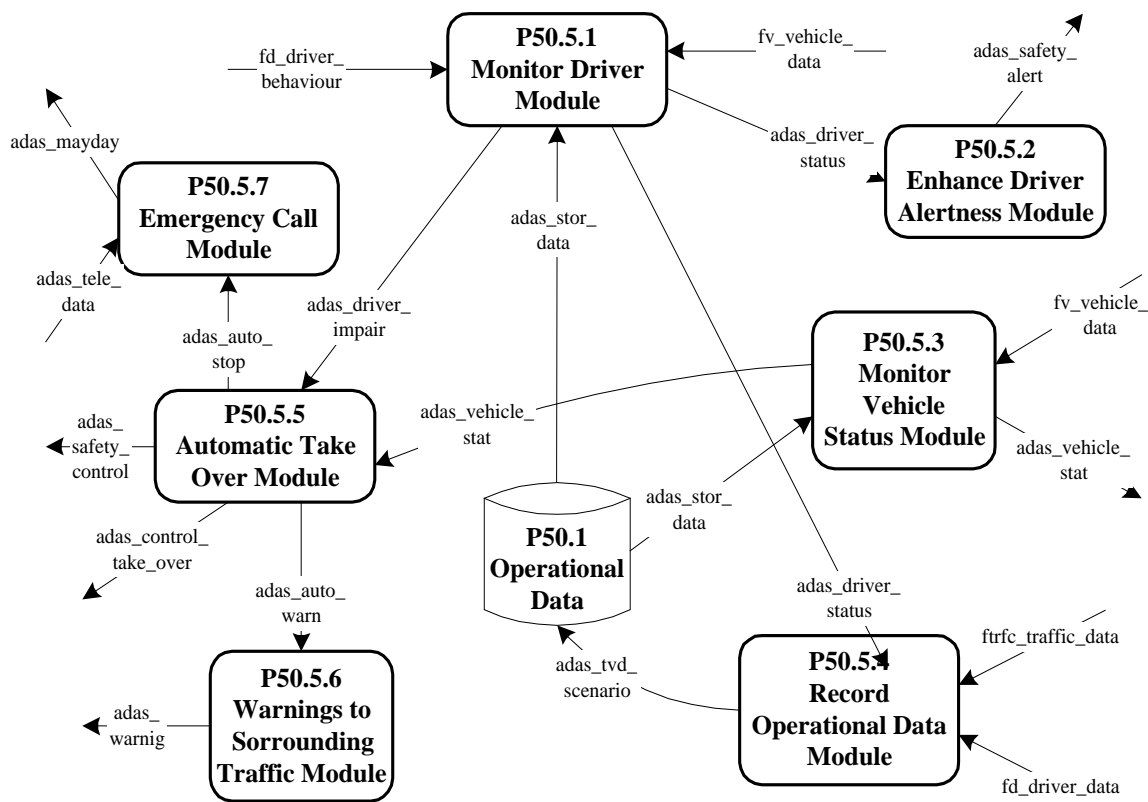 P50.5.1
Monitor Driver
Module
fd_driver_
behaviour
fv_vehicle_
data
adas_safety_
alert
adas_driver_
status
P50.5.2
Enhance Driver
Alertness Module
adas_mayday
P50.5.7
Emergency Call
Module
adas_stor_
data
adas_tele_
data
adas_driver_
impair
adas_auto_
stop
fv_vehicle_
data
P50.5.3
Monitor
Vehicle
Status Module
P50.5.5
Automatic Take
Over Module
adas_
safety_
control
adas_vehicle_
stat
adas_vehicle_
stat
adas_stor_
data
P50.1
Operational
Data
adas_control_
take_over
adas_auto_
warn
adas_driver_
status
ftrfc_traffic_data
adas_tvd_
scenario
P50.5.4
Record
Operational Data
Module
P50.5.6
Warnings to
Sorrounding
Traffic Module
adas_
warnig
fd_driver_data